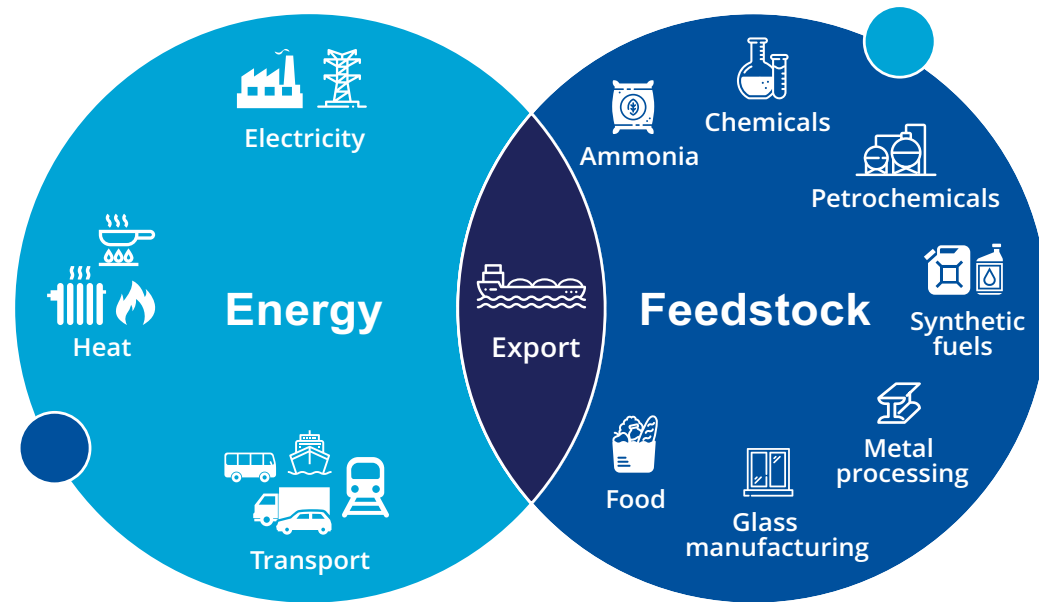 Electricity
Heat
Energy
Transport
Export
Ammonia
Chemicals
Petrochemicals
Feedstock
Synthetic
fuels
Metal
processing
Food
Glass
manufacturing